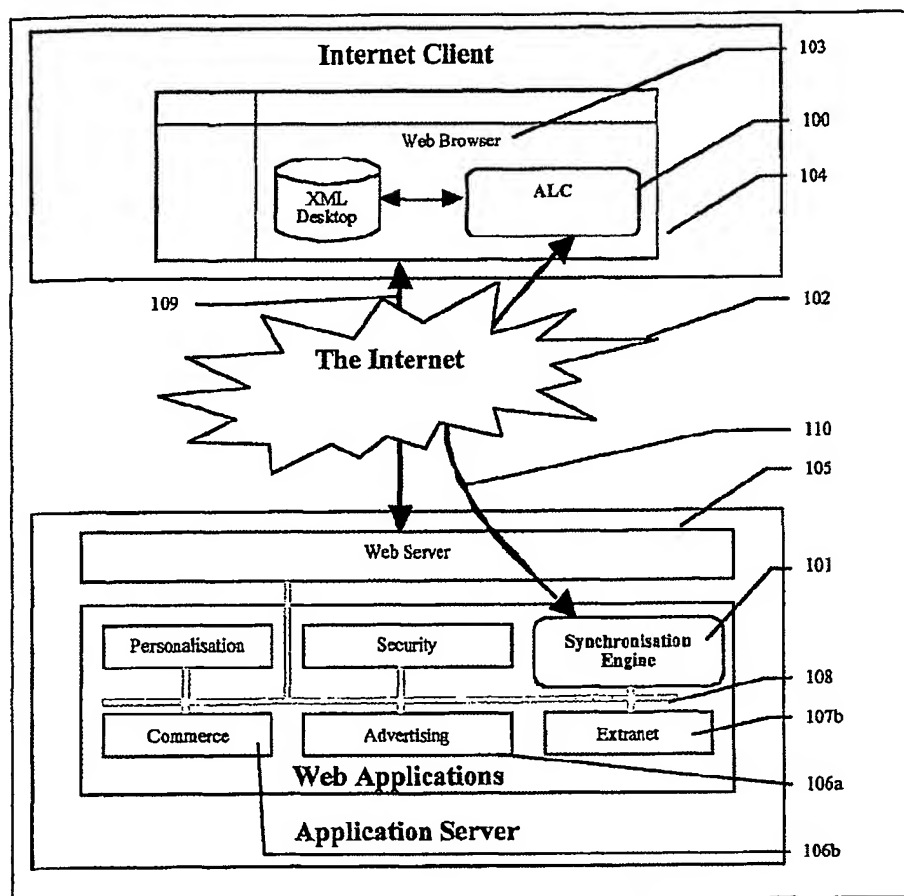 Internet Client
103
Web Browser
100
XML
Desktop
ALC
104
109
102
The Internet
110
105
Web Server
101
Personalisation
Security
Synchronisation
Engine
108
107b
Commerce
Advertising
Extranet
Web Applications
106a
Application Server
106b